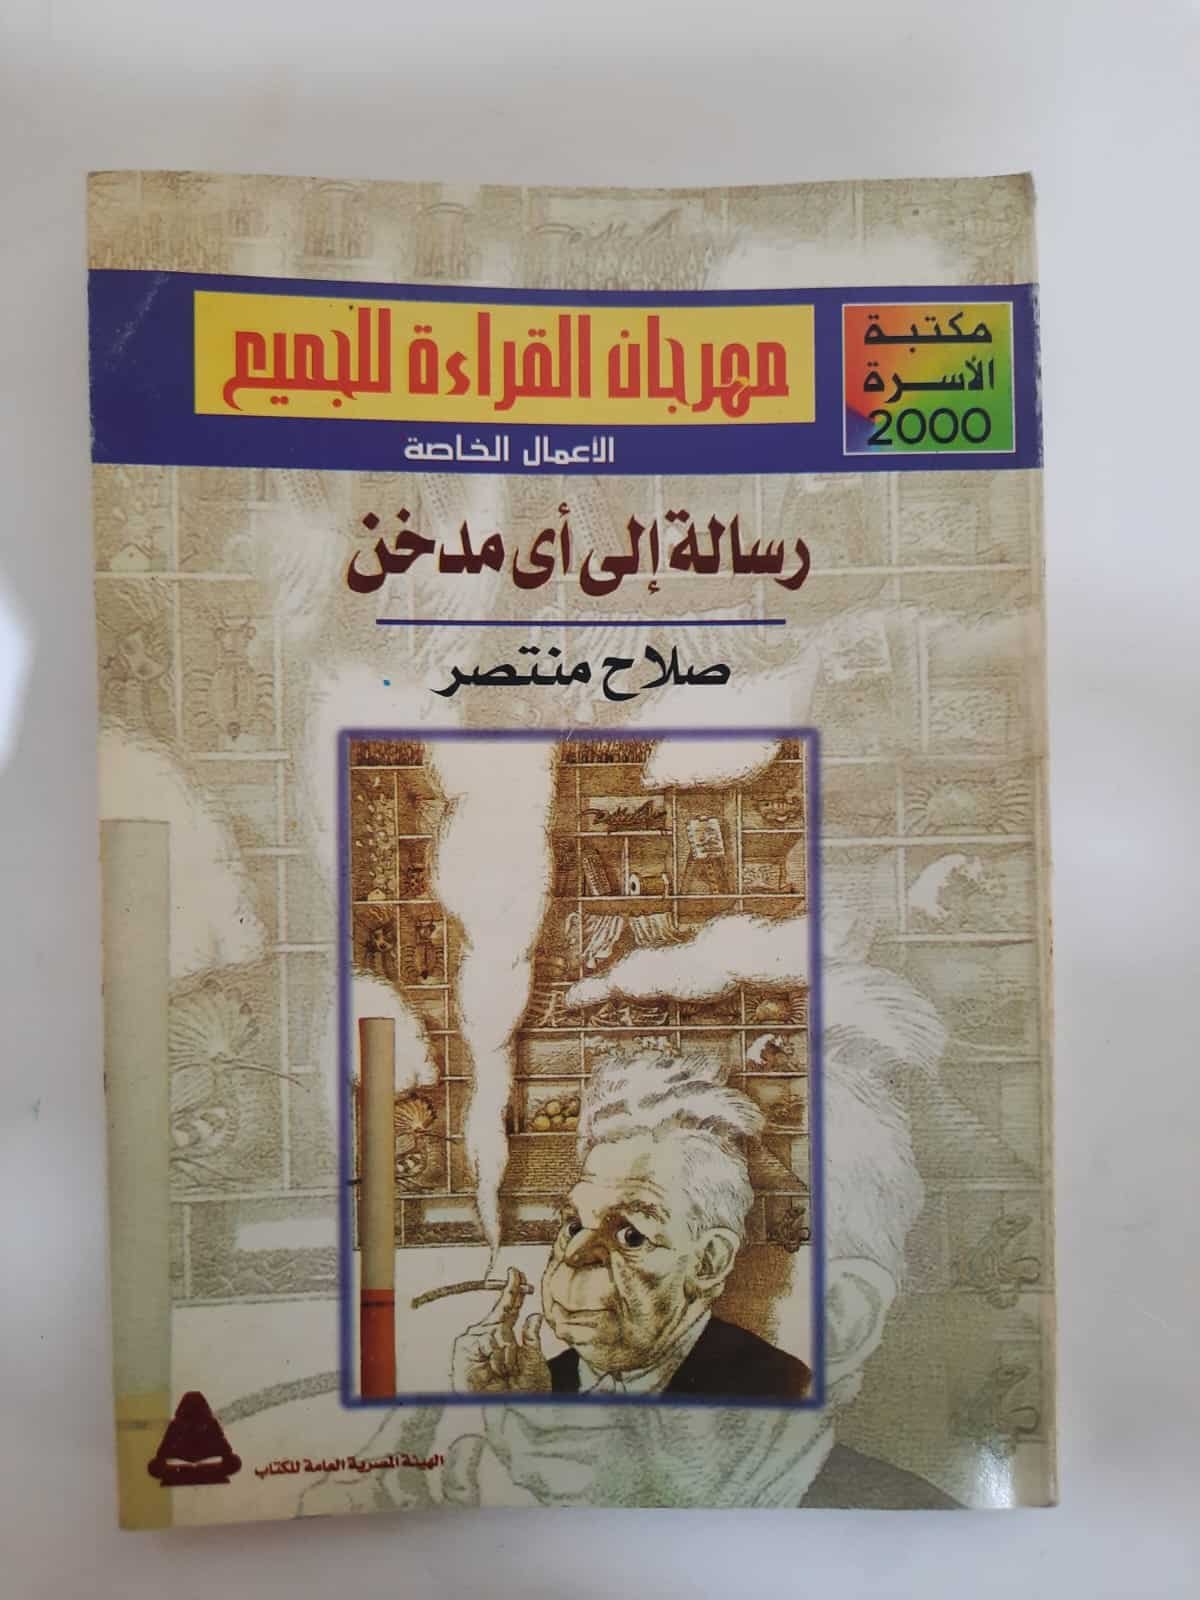 مكتبة
الأسرة
2000
مهرجان القراءة للجميع
الأعمال الخاصة
رسالة إلى أى مدخن
صلاح منتصر
الهيئة المصرية العامة للكتاب